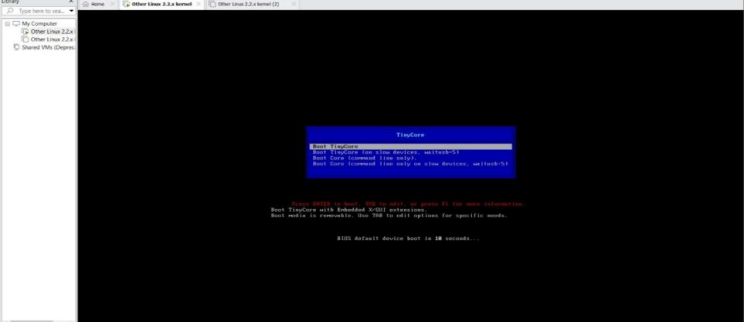 Library
Home
Other Linux 2.2.x kernel
Other Linux 2.2.x kernel (2)
Type here to sea...
My Computer
Other Linux 2.2.x
Other Linux 2.2.x
Shared VMs (Depres
TinyCore
Boot TinyCore
Boot TinyCore (on slow devices, waitusb=5)
Boot Core (command line only).
Boot Core (command line only on slow devices, waitusb=5)
Press ENTER to boot, TAB to edit, or press F1 for more information
Boot TinyCore with Embedded X/GUI extensions.
Boot media is removable. Use TAB to edit options for specific needs.
BIOS default device boot in 10 seconds...